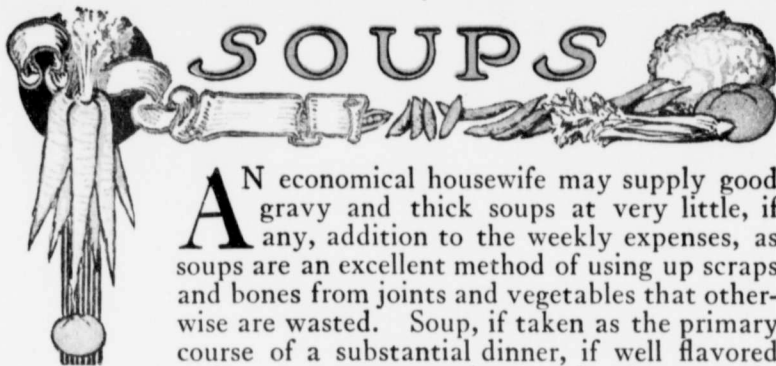 SOUPS
AN economical housewife may supply good
gravy and thick soups at very little, if
any, addition to the weekly expenses, as
soups are an excellent method of using up scraps
and bones from joints and vegetables that other-
wise are wasted. Soup, if taken as the primary
course of a substantial dinner, if well flavored